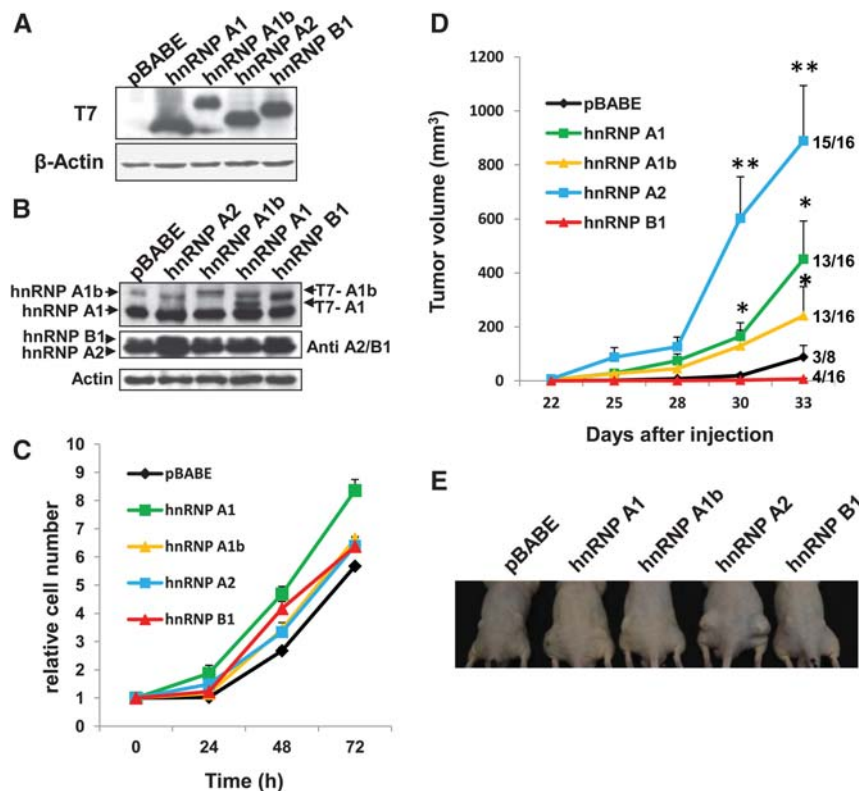 A
pBABE
hnRNP A1
hnRNP A1b
hnRNP A2
hnRNP B1
T7
β-Actin
B
pBABE
hnRNP A2
hnRNP A1b
hnRNP A1
hnRNP B1
hnRNP A1b
hnRNP A1
T7- A1b
T7- A1
hnRNP B1
hnRNP A2
Anti A2/B1
Actin
C
relative cell number
10
9
8
7
6
5
4
3
2
1
0
pBABE
hnRNP A1
hnRNP A1b
hnRNP A2
hnRNP B1
0 24 48 72
Time (h)
D
Tumor volume (mm³)
1200
1000
800
600
400
200
0
pBABE
hnRNP A1
hnRNP A1b
hnRNP A2
hnRNP B1
**
**
*
*
*
15/16
13/16
13/16
3/8
4/16
22 25 28 30 33
Days after injection
E
pBABE
hnRNP A1
hnRNP A1b
hnRNP A2
hnRNP B1